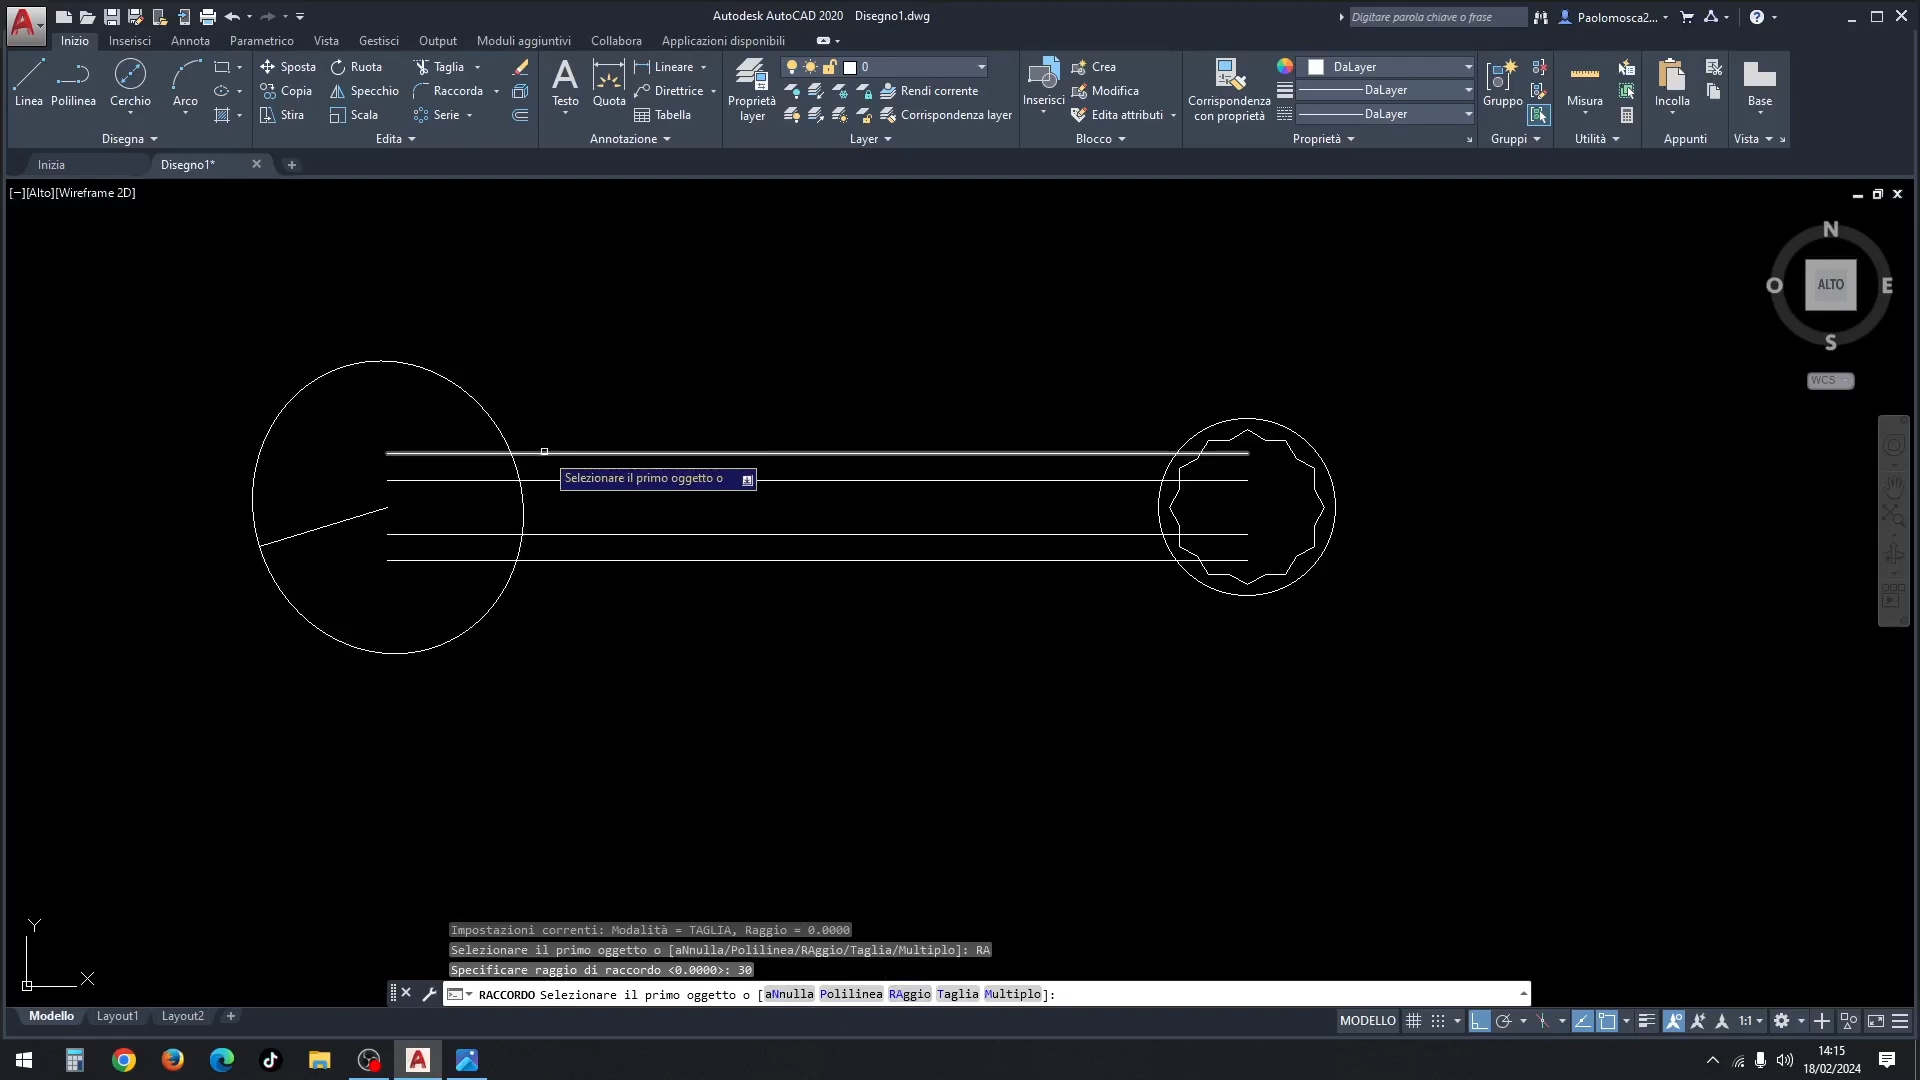 Autodesk AutoCAD 2020 Disegno1.dwg
Digitare parola chiave o frase
Paolomosca2...
Inizio Inserisci Annota Parametrico Vista Gestisci Output Moduli aggiuntivi Collabora Applicazioni disponibili
Linea
Polilinea
Cerchio
Arco
Disegna
Sposta Ruota Taglia
Copia Specchio Raccorda
Stira Scala Serie
Edita
Testo
Quota
Lineare
Direttrice
Tabella
Annotazione
Proprietà
layer
0
Rendi corrente
Corrispondenza layer
Layer
Inserisci
Crea
Modifica
Edita attributi
Blocco
Corrispondenza
con proprietà
DaLayer
DaLayer
DaLayer
Proprietà
Gruppo
Gruppi
Misura
Utilità
Incolla
Appunti
Base
Vista
Inizia
Disegno1*
[−][Alto][Wireframe 2D]
N
O
ALTO
E
S
WCS
Selezionare il primo oggetto o
Y
X
Impostazioni correnti: Modalità = TAGLIA, Raggio = 0.0000
Selezionare il primo oggetto o [aNnulla/Polilinea/RAggio/Taglia/Multiplo]: RA
Specificare raggio di raccordo <0.0000>: 30
RACCORDO Selezionare il primo oggetto o [aNnulla Polilinea RAggio Taglia Multiplo]:
Modello Layout1 Layout2
MODELLO
1:1
14:15
18/02/2024